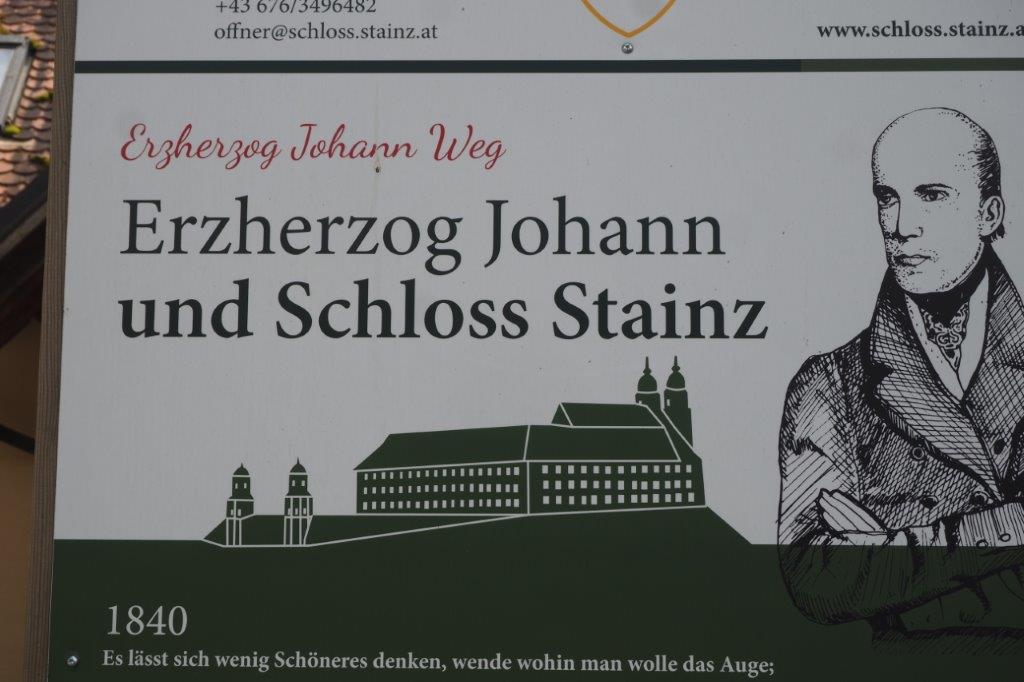 +43 676/3496482
offner@schloss.stainz.at
www.schloss.stainz.a
Erzherzog Johann Weg
Erzherzog Johann
und Schloss Stainz
1840
Es lässt sich wenig Schöneres denken, wende wohin man wolle das Auge;